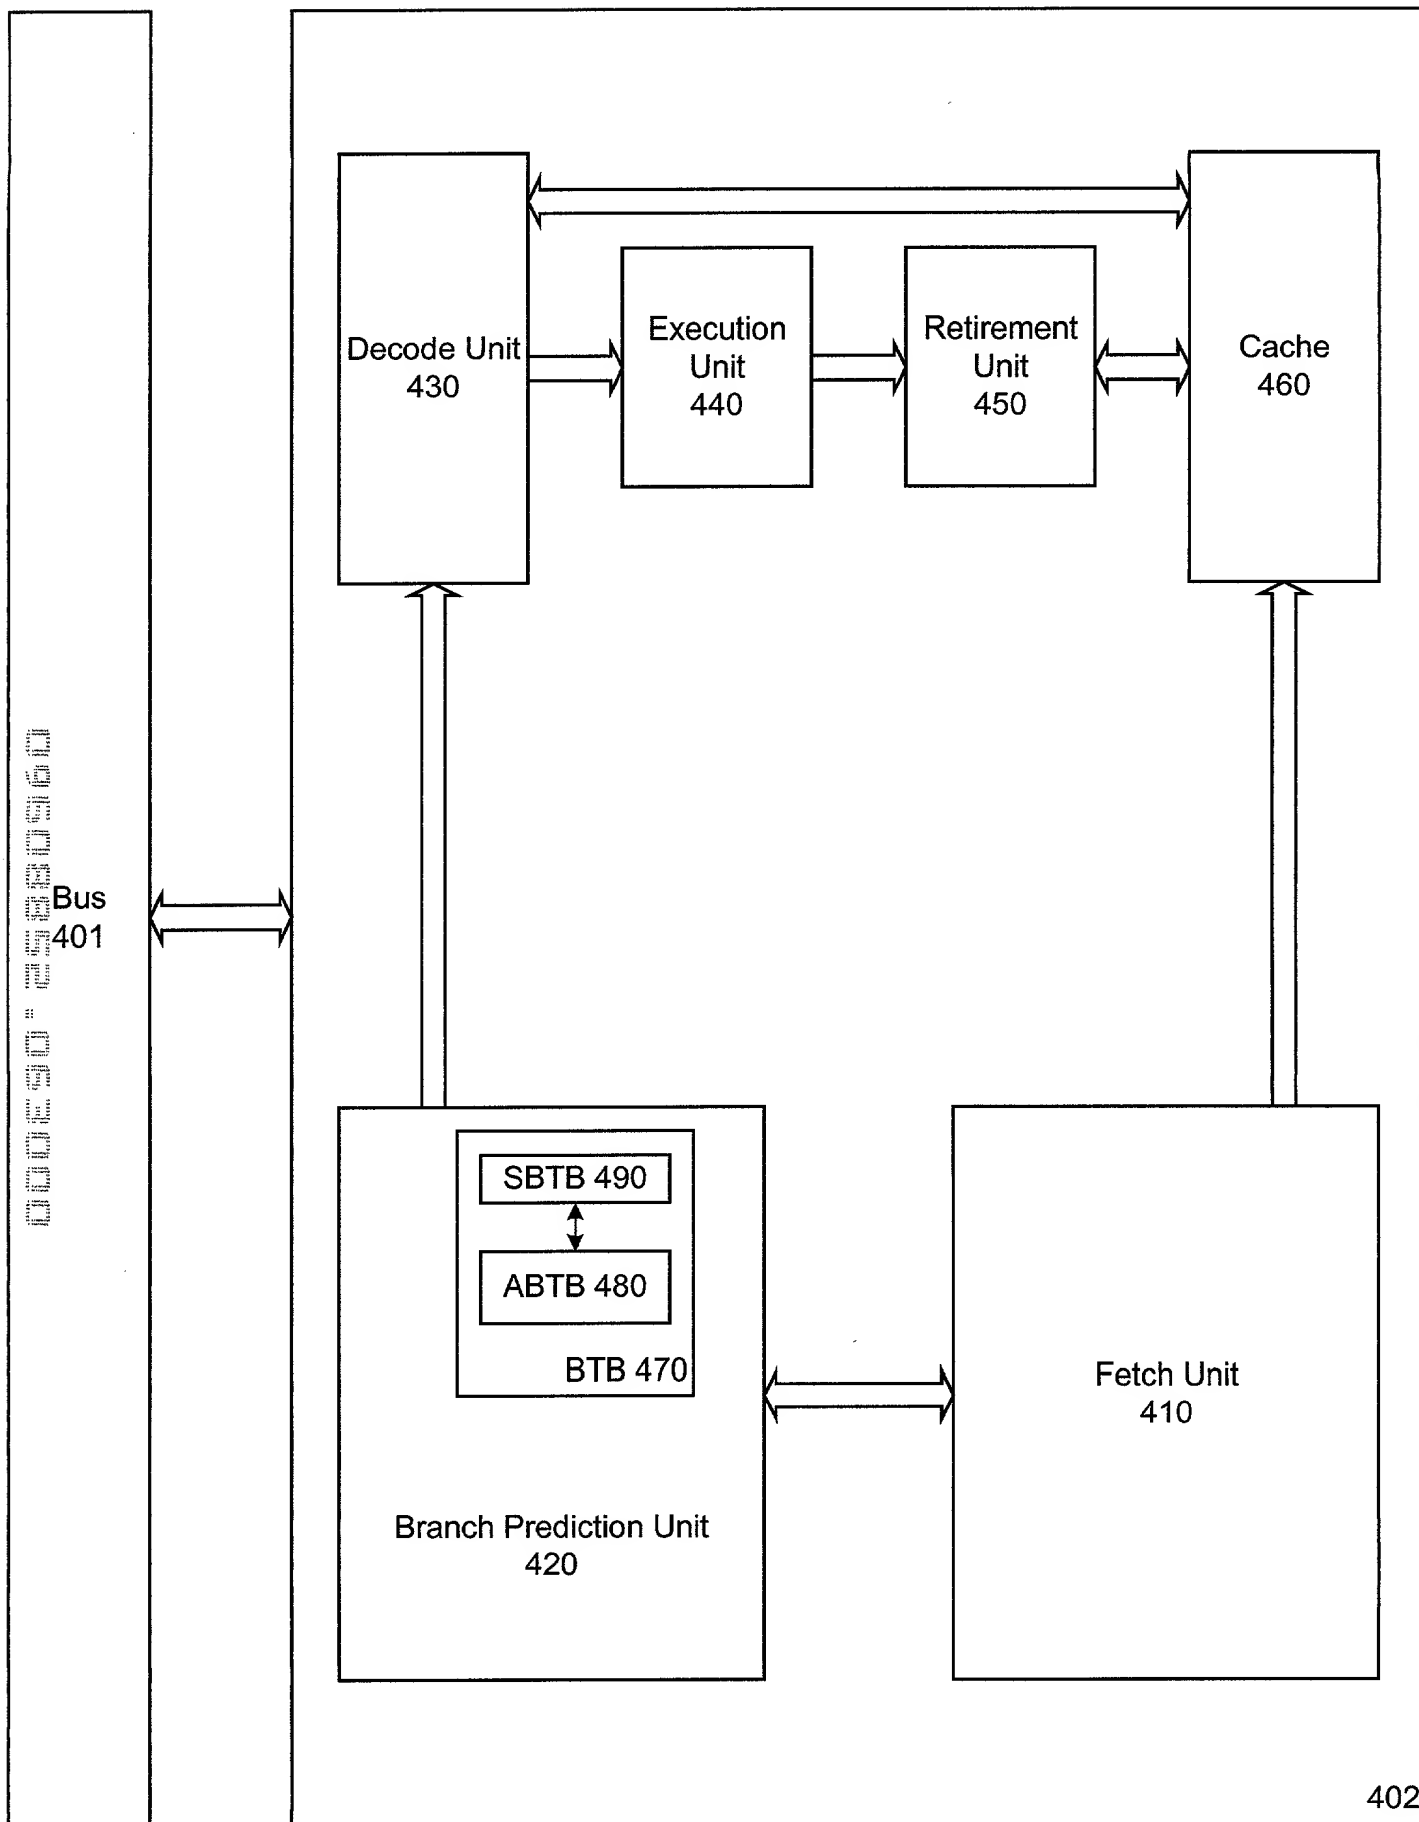 Decode Unit
430
Execution
Unit
440
Retirement
Unit
450
Cache
460
Bus
401
SBTB 490
ABTB 480
BTB 470
Branch Prediction Unit
420
Fetch Unit
410
402